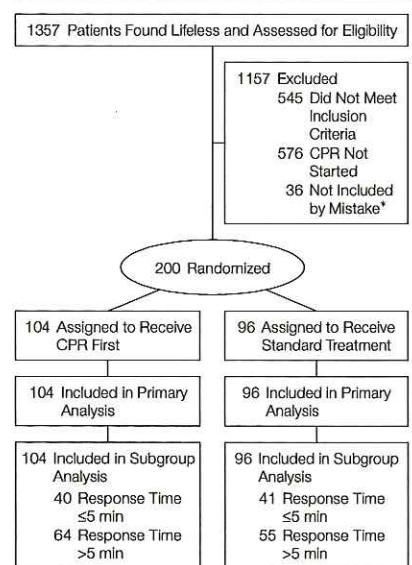 1357 Patients Found Lifeless and Assessed for Eligibility
1157 Excluded
545 Did Not Meet
Inclusion
Criteria
576 CPR Not
Started
36 Not Included
by Mistake*
200 Randomized
104 Assigned to Receive
CPR First
96 Assigned to Receive
Standard Treatment
104 Included in Primary
Analysis
96 Included in Primary
Analysis
104 Included in Subgroup
Analysis
40 Response Time
≤5 min
64 Response Time
>5 min
96 Included in Subgroup
Analysis
41 Response Time
≤5 min
55 Response Time
>5 min